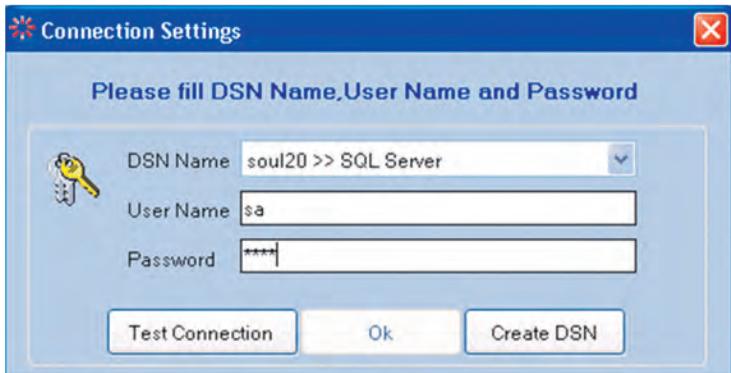 Connection Settings
Please fill DSN Name,User Name and Password
DSN Name soul20 >> SQL Server
User Name sa
Password ****
Test Connection Ok Create DSN